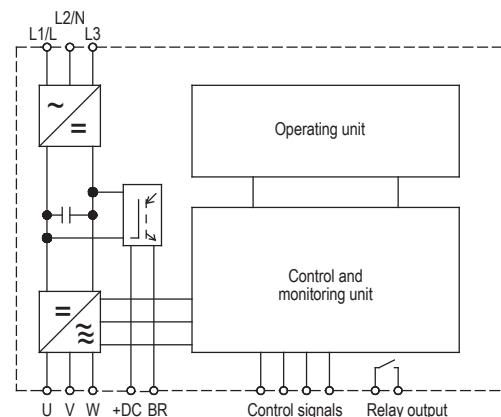 L2/N
L1/L L3
~
=
Operating unit
Control and
monitoring unit
=
≈
U V W +DC BR Control signals Relay output